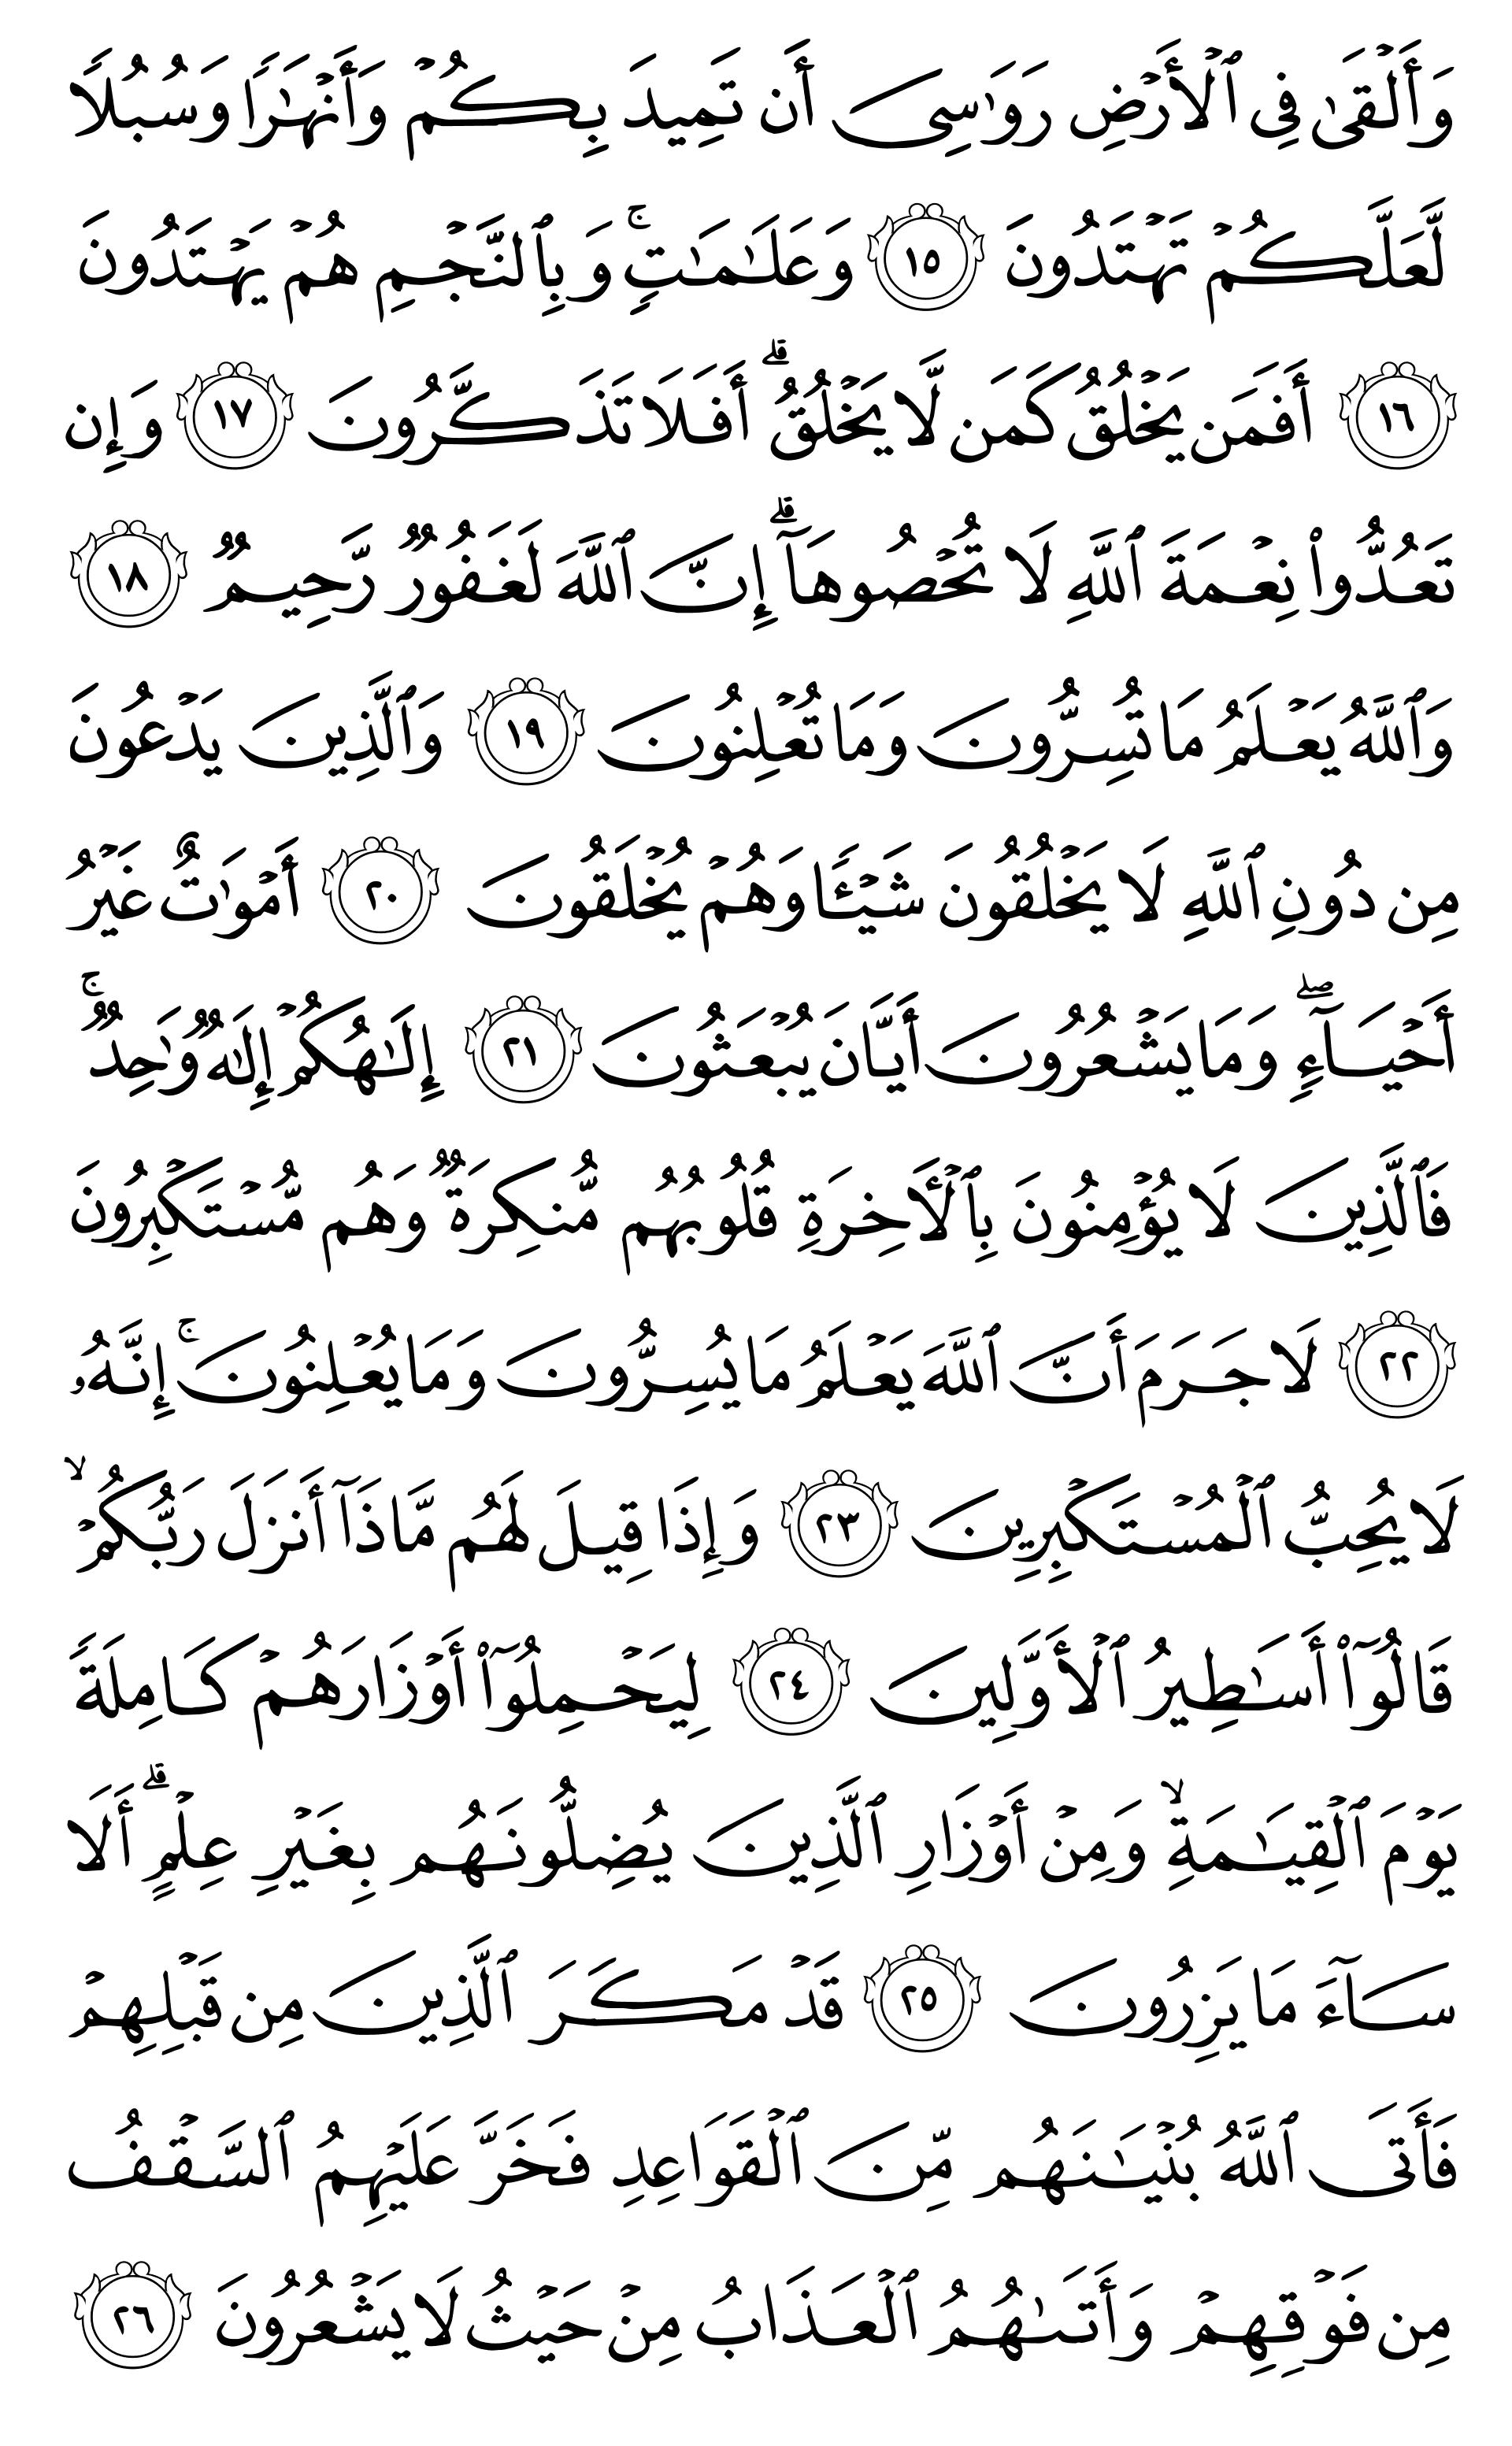 وَأَلْقَىٰ فِى ٱلْأَرْضِ رَوَٰسِىَ أَن تَمِيدَ بِكُمْ وَأَنْهَٰرًا وَسُبُلًا
لَّعَلَّكُمْ تَهْتَدُونَ ١٥ وَعَلَٰمَٰتٍۚ وَبِٱلنَّجْمِ هُمْ يَهْتَدُونَ
١٦ أَفَمَن يَخْلُقُ كَمَن لَّا يَخْلُقُۗ أَفَلَا تَذَكَّرُونَ ١٧ وَإِن
تَعُدُّوا۟ نِعْمَةَ ٱللَّهِ لَا تُحْصُوهَآۗ إِنَّ ٱللَّهَ لَغَفُورٌ رَّحِيمٌ ١٨
وَٱللَّهُ يَعْلَمُ مَا تُسِرُّونَ وَمَا تُعْلِنُونَ ١٩ وَٱلَّذِينَ يَدْعُونَ
مِن دُونِ ٱللَّهِ لَا يَخْلُقُونَ شَيْـًٔا وَهُمْ يُخْلَقُونَ ٢٠ أَمْوَٰتٌ غَيْرُ
أَحْيَآءٍۖ وَمَا يَشْعُرُونَ أَيَّانَ يُبْعَثُونَ ٢١ إِلَٰهُكُمْ إِلَٰهٌ وَٰحِدٌۚ
فَٱلَّذِينَ لَا يُؤْمِنُونَ بِٱلْـَٔاخِرَةِ قُلُوبُهُم مُّنكِرَةٌ وَهُم مُّسْتَكْبِرُونَ
٢٢ لَا جَرَمَ أَنَّ ٱللَّهَ يَعْلَمُ مَا يُسِرُّونَ وَمَا يُعْلِنُونَۚ إِنَّهُۥ
لَا يُحِبُّ ٱلْمُسْتَكْبِرِينَ ٢٣ وَإِذَا قِيلَ لَهُم مَّاذَآ أَنزَلَ رَبُّكُمْۙ
قَالُوٓا۟ أَسَٰطِيرُ ٱلْأَوَّلِينَ ٢٤ لِيَحْمِلُوٓا۟ أَوْزَارَهُمْ كَامِلَةً
يَوْمَ ٱلْقِيَٰمَةِۙ وَمِنْ أَوْزَارِ ٱلَّذِينَ يُضِلُّونَهُم بِغَيْرِ عِلْمٍۗ أَلَا
سَآءَ مَا يَزِرُونَ ٢٥ قَدْ مَكَرَ ٱلَّذِينَ مِن قَبْلِهِمْ
فَأَتَى ٱللَّهُ بُنْيَٰنَهُم مِّنَ ٱلْقَوَاعِدِ فَخَرَّ عَلَيْهِمُ ٱلسَّقْفُ
مِن فَوْقِهِمْ وَأَتَىٰهُمُ ٱلْعَذَابُ مِنْ حَيْثُ لَا يَشْعُرُونَ ٢٦